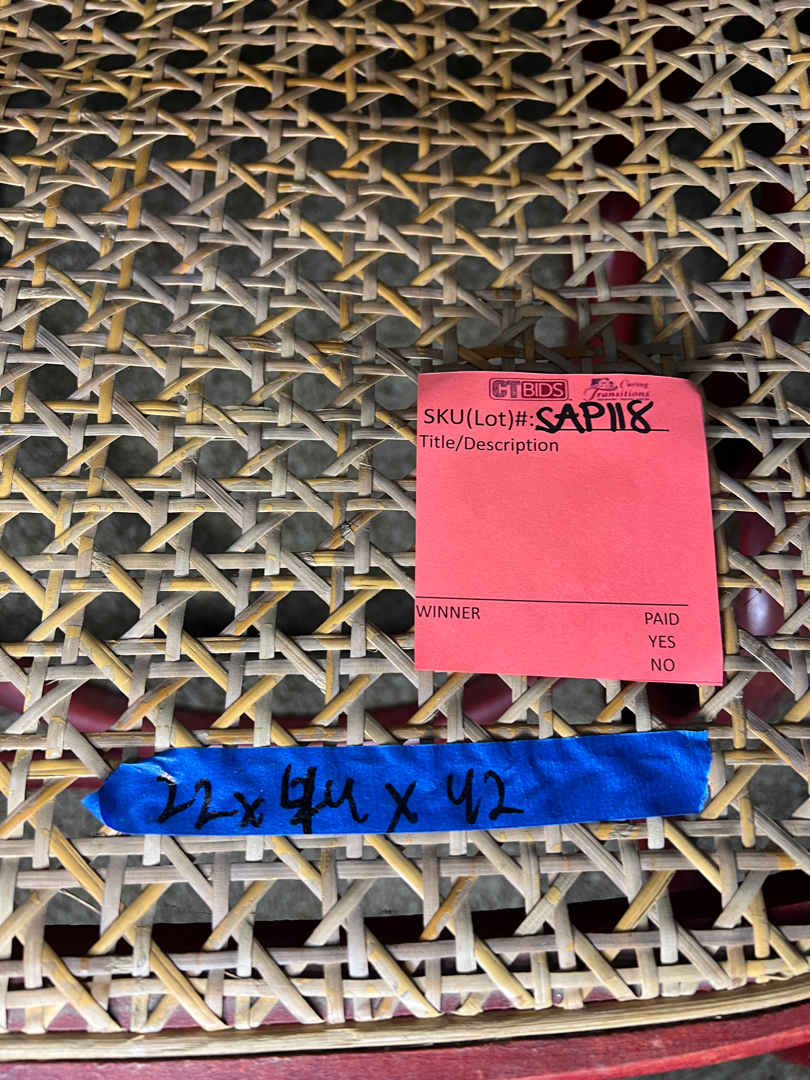 CTBIDS Caring Transitions
SKU(Lot)#: SAP118
Title/Description
WINNER PAID
YES
NO
22 x 44 x 42